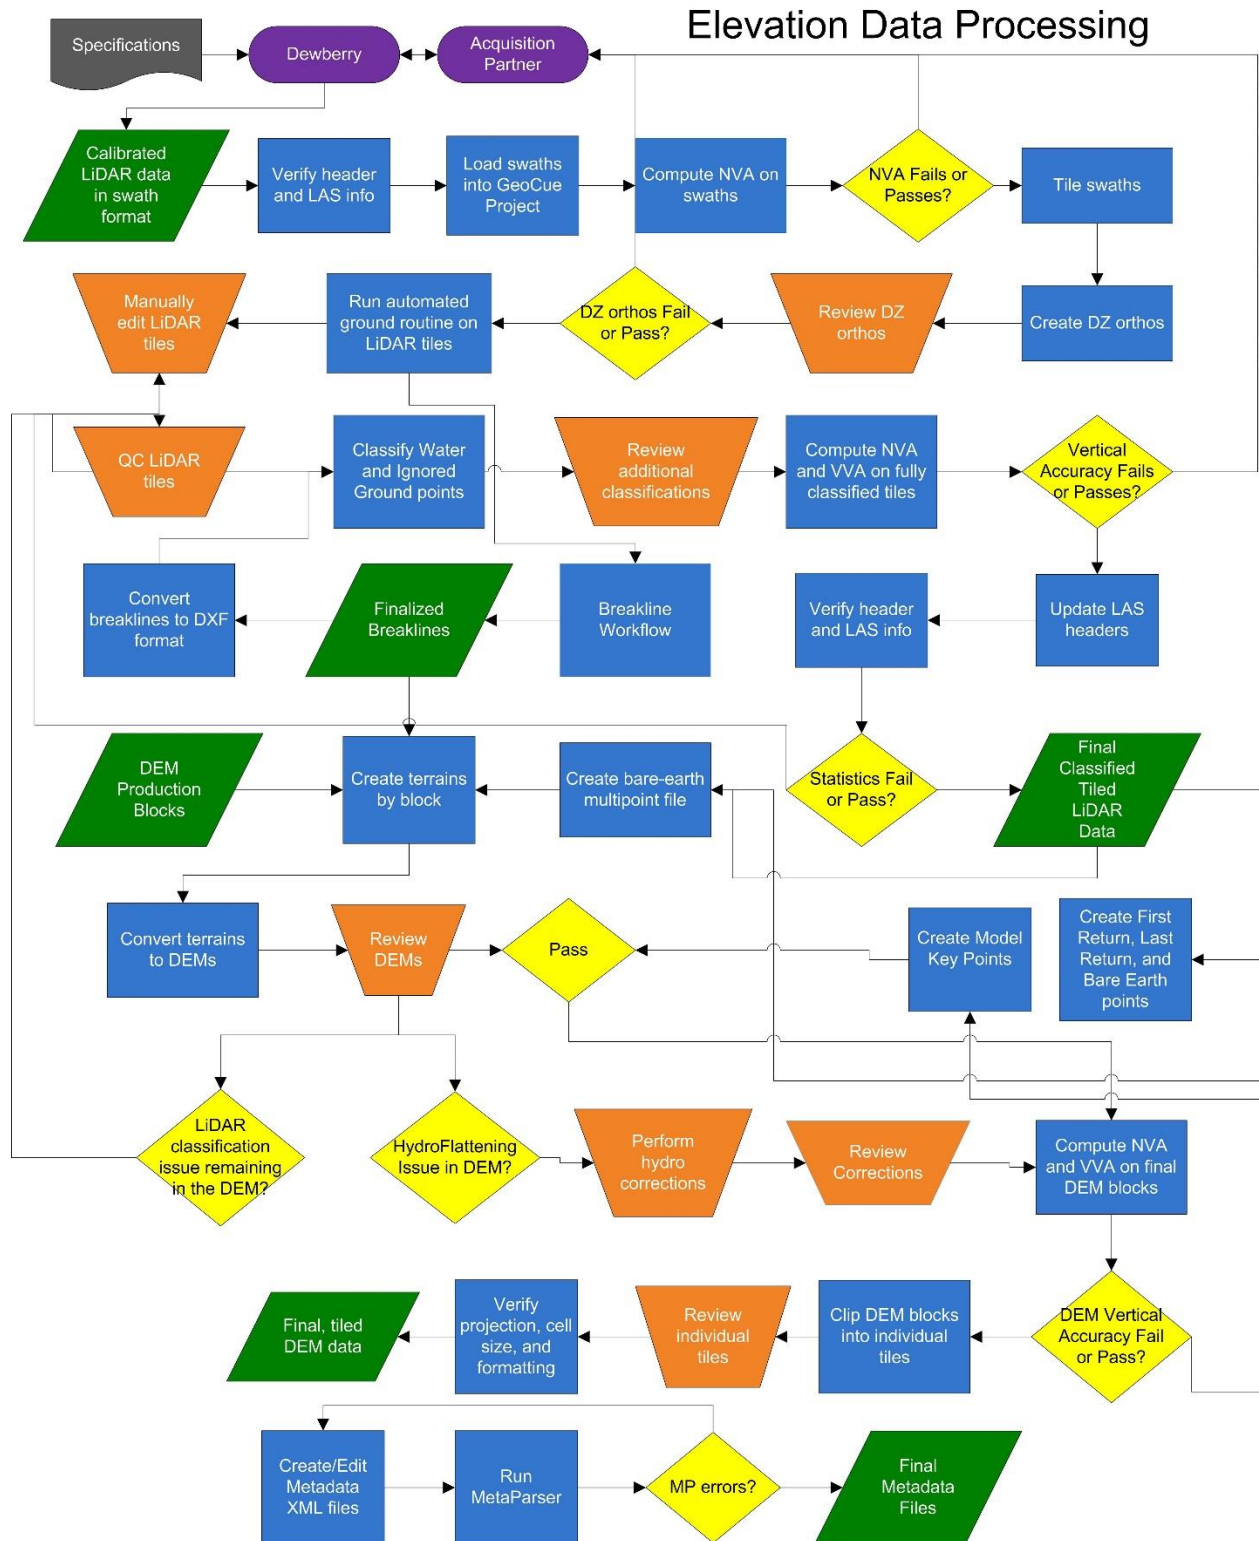 Elevation Data Processing
Specifications
Dewberry
Acquisition
Partner
Calibrated
LiDAR data
in swath
format
Verify header
and LAS info
Load swaths
into GeoCue
Project
Compute NVA on
swaths
NVA Fails or
Passes?
Tile swaths
Manually
edit LiDAR
tiles
Run automated
ground routine on
LiDAR tiles
DZ orthos Fail
or Pass?
Review DZ
orthos
Create DZ orthos
QC LiDAR
tiles
Classify Water
and Ignored
Ground points
Review
additional
classifications
Compute NVA
and VVA on fully
classified tiles
Vertical
Accuracy Fails
or Passes?
Convert
breaklines to DXF
format
Finalized
Breaklines
Breakline
Workflow
Verify header
and LAS info
Update LAS
headers
DEM
Production
Blocks
Create terrains
by block
Create bare-earth
multipoint file
Statistics Fail
or Pass?
Final
Classified
Tiled
LiDAR
Data
Convert terrains
to DEMs
Review
DEMs
Pass
Create Model
Key Points
Create First
Return, Last
Return, and
Bare Earth
points
LiDAR
classification
issue remaining
in the DEM?
HydroFlattening
Issue in DEM?
Perform
hydro
corrections
Review
Corrections
Compute NVA
and VVA on final
DEM blocks
Final, tiled
DEM data
Verify
projection, cell
size, and
formatting
Review
individual
tiles
Clip DEM blocks
into individual
tiles
DEM Vertical
Accuracy Fail
or Pass?
Create/Edit
Metadata
XML files
Run
MetaParser
MP errors?
Final
Metadata
Files